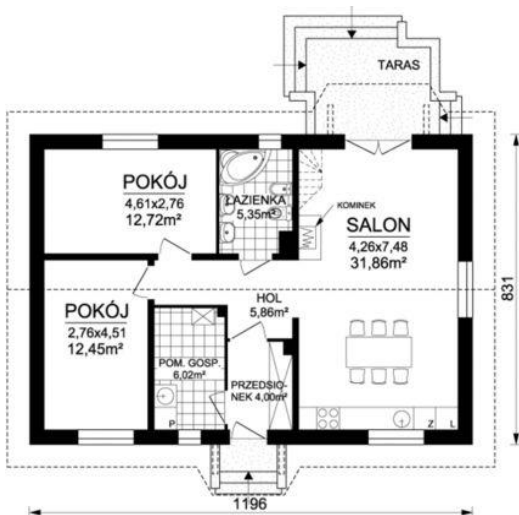 TARAS
POKÓJ
4,61x2,76
12,72m²
ŁAZIENKA
5,35m²
KOMINEK
SALON
4,26x7,48
31,86m²
831
HOL
5,86m²
POKÓJ
2,76x4,51
12,45m²
POM. GOSP.
6,02m²
PRZEDSIO-
NEK 4,00m²
P
Z L
1196